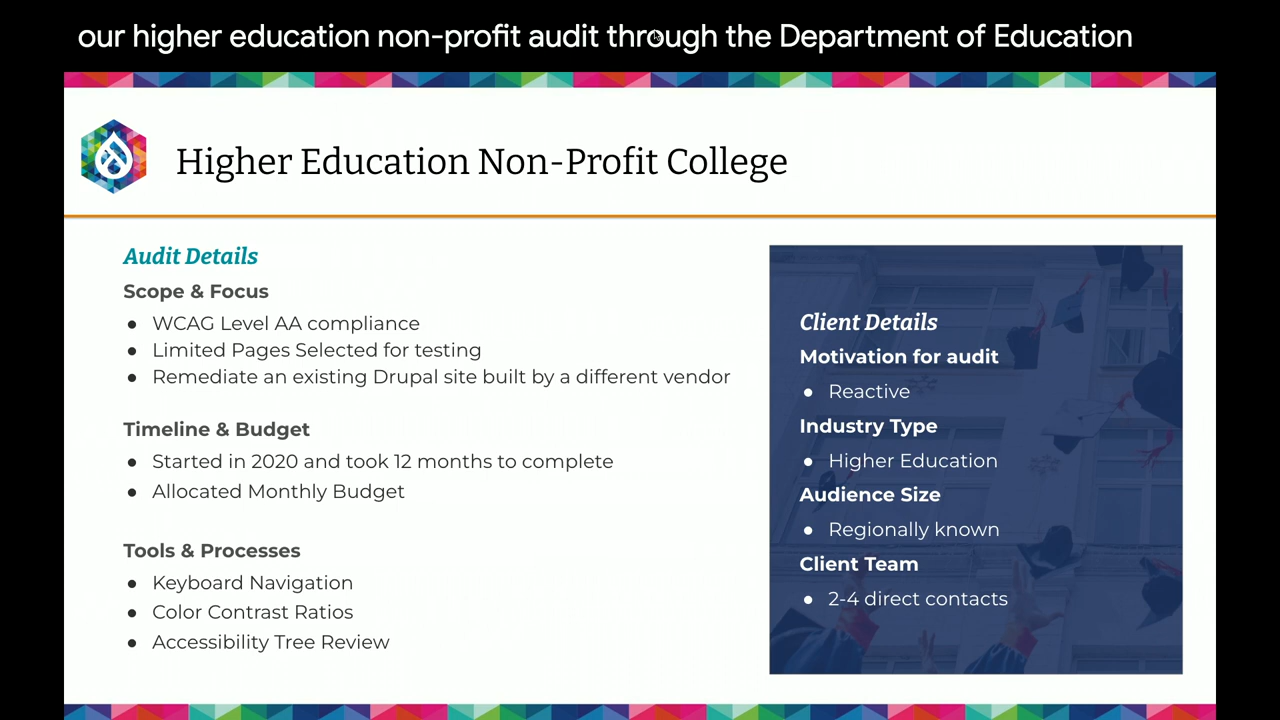 our higher education non-profit audit through the Department of Education
Higher Education Non-Profit College
Audit Details
Scope & Focus
● WCAG Level AA compliance
● Limited Pages Selected for testing
● Remediate an existing Drupal site built by a different vendor
Timeline & Budget
● Started in 2020 and took 12 months to complete
● Allocated Monthly Budget
Tools & Processes
● Keyboard Navigation
● Color Contrast Ratios
● Accessibility Tree Review
Client Details
Motivation for audit
● Reactive
Industry Type
● Higher Education
Audience Size
● Regionally known
Client Team
● 2-4 direct contacts